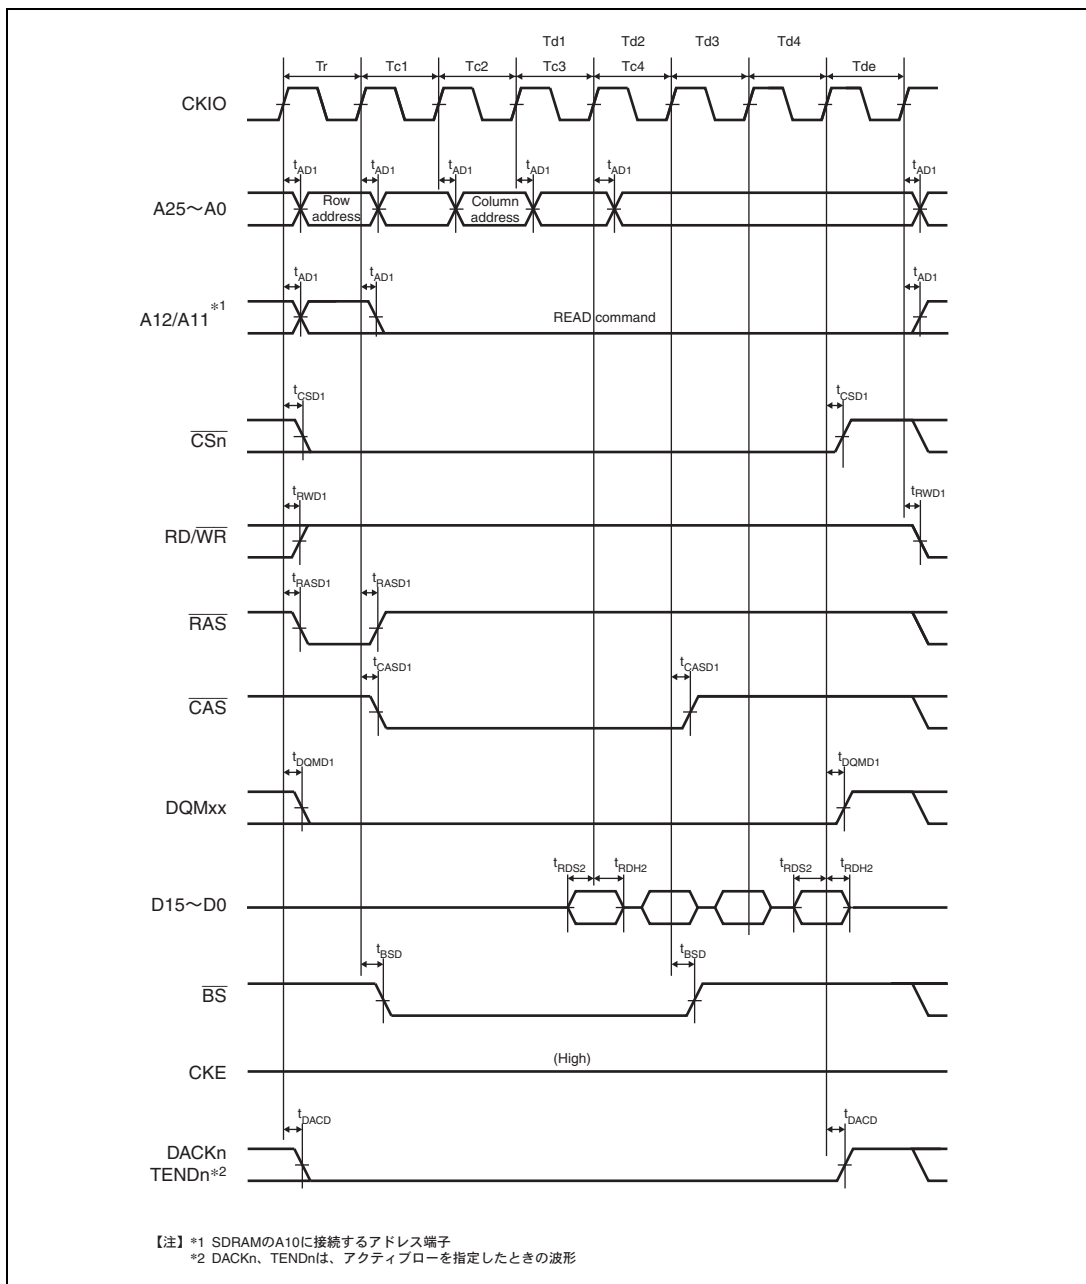 Td1 Td2 Td3 Td4
Tr Tc1 Tc2 Tc3 Tc4 Tde
CKIO
tAD1 tAD1 tAD1 tAD1 tAD1 tAD1
A25〜A0
Row address
Column address
tAD1 tAD1 tAD1
A12/A11*1
READ command
tCSD1 tCSD1
CSn
tRWD1 tRWD1
RD/WR
tRASD1 tRASD1
RAS
tCASD1 tCASD1
CAS
tDQMD1 tDQMD1
DQMxx
tRDS2 tRDH2 tRDS2 tRDH2
D15〜D0
tBSD tBSD
BS
(High)
CKE
tDACD tDACD
DACKn
TENDn*2
【注】*1 SDRAMのA10に接続するアドレス端子
*2 DACKn、TENDnは、アクティブローを指定したときの波形